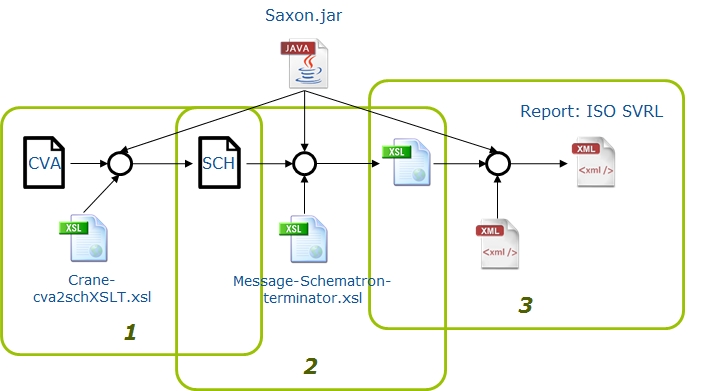 Saxon.jar
JAVA
Report: ISO SVRL
CVA
SCH
XSL
XML
<xml />
XSL
XSL
XML
<xml />
Crane-
cva2schXSLT.xsl
Message-Schematron-
terminator.xsl
1
2
3